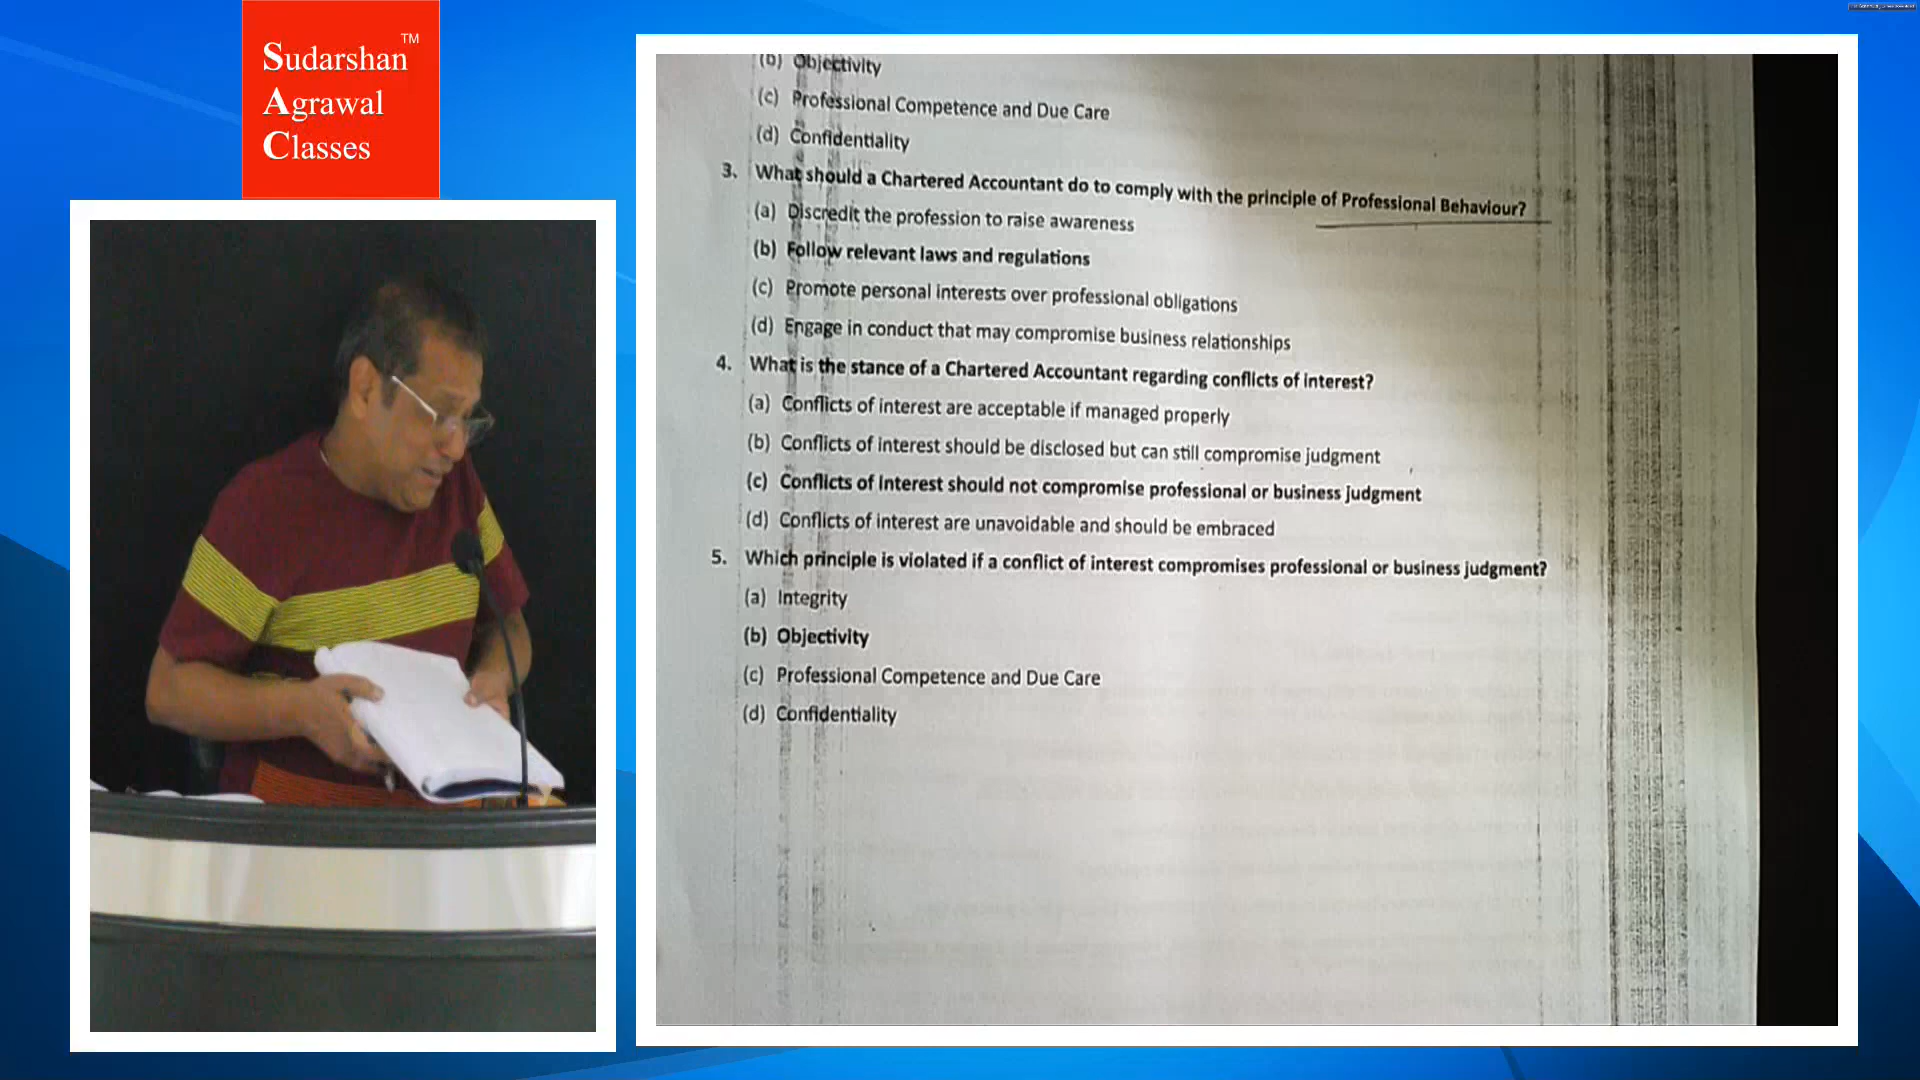 Sudarshan TM
Agrawal
Classes
(b) Objectivity
(c) Professional Competence and Due Care
(d) Confidentiality
3. What should a Chartered Accountant do to comply with the principle of Professional Behaviour?
(a) Discredit the profession to raise awareness
(b) Follow relevant laws and regulations
(c) Promote personal interests over professional obligations
(d) Engage in conduct that may compromise business relationships
4. What is the stance of a Chartered Accountant regarding conflicts of interest?
(a) Conflicts of interest are acceptable if managed properly
(b) Conflicts of interest should be disclosed but can still compromise judgment
(c) Conflicts of interest should not compromise professional or business judgment
(d) Conflicts of interest are unavoidable and should be embraced
5. Which principle is violated if a conflict of interest compromises professional or business judgment?
(a) Integrity
(b) Objectivity
(c) Professional Competence and Due Care
(d) Confidentiality